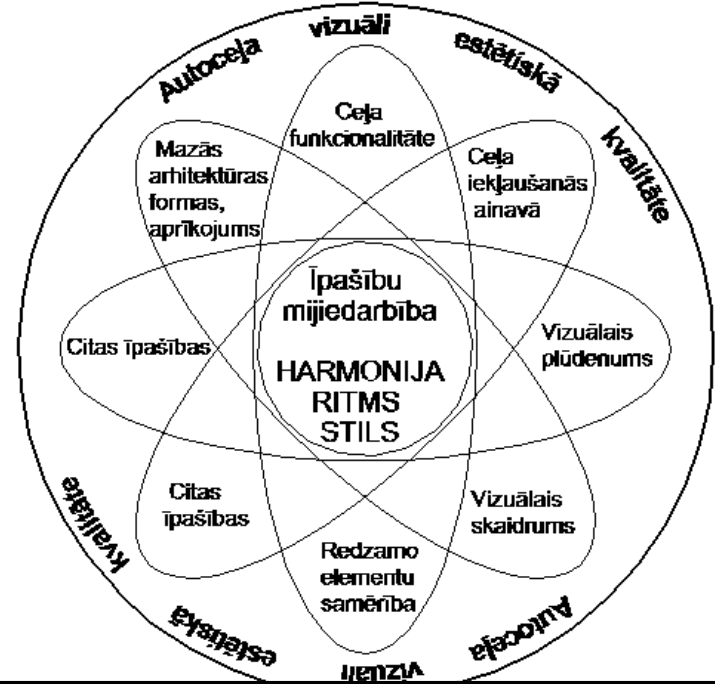 Autoceļa vizuāli estētiskā kvalitāte
Ceļa
funkcionalitāte
Mazās
arhitektūras
formas,
aprīkojums
Ceļa
iekļaušanās
ainavā
Īpašību
mijiedarbība
HARMONIJA
RITMS
STILS
Citas īpašības
Vizuālais
plūdenums
Citas
īpašības
Vizuālais
skaidrums
Redzamo
elementu
samērība
Autoceļa vizuāli estētiskā kvalitāte